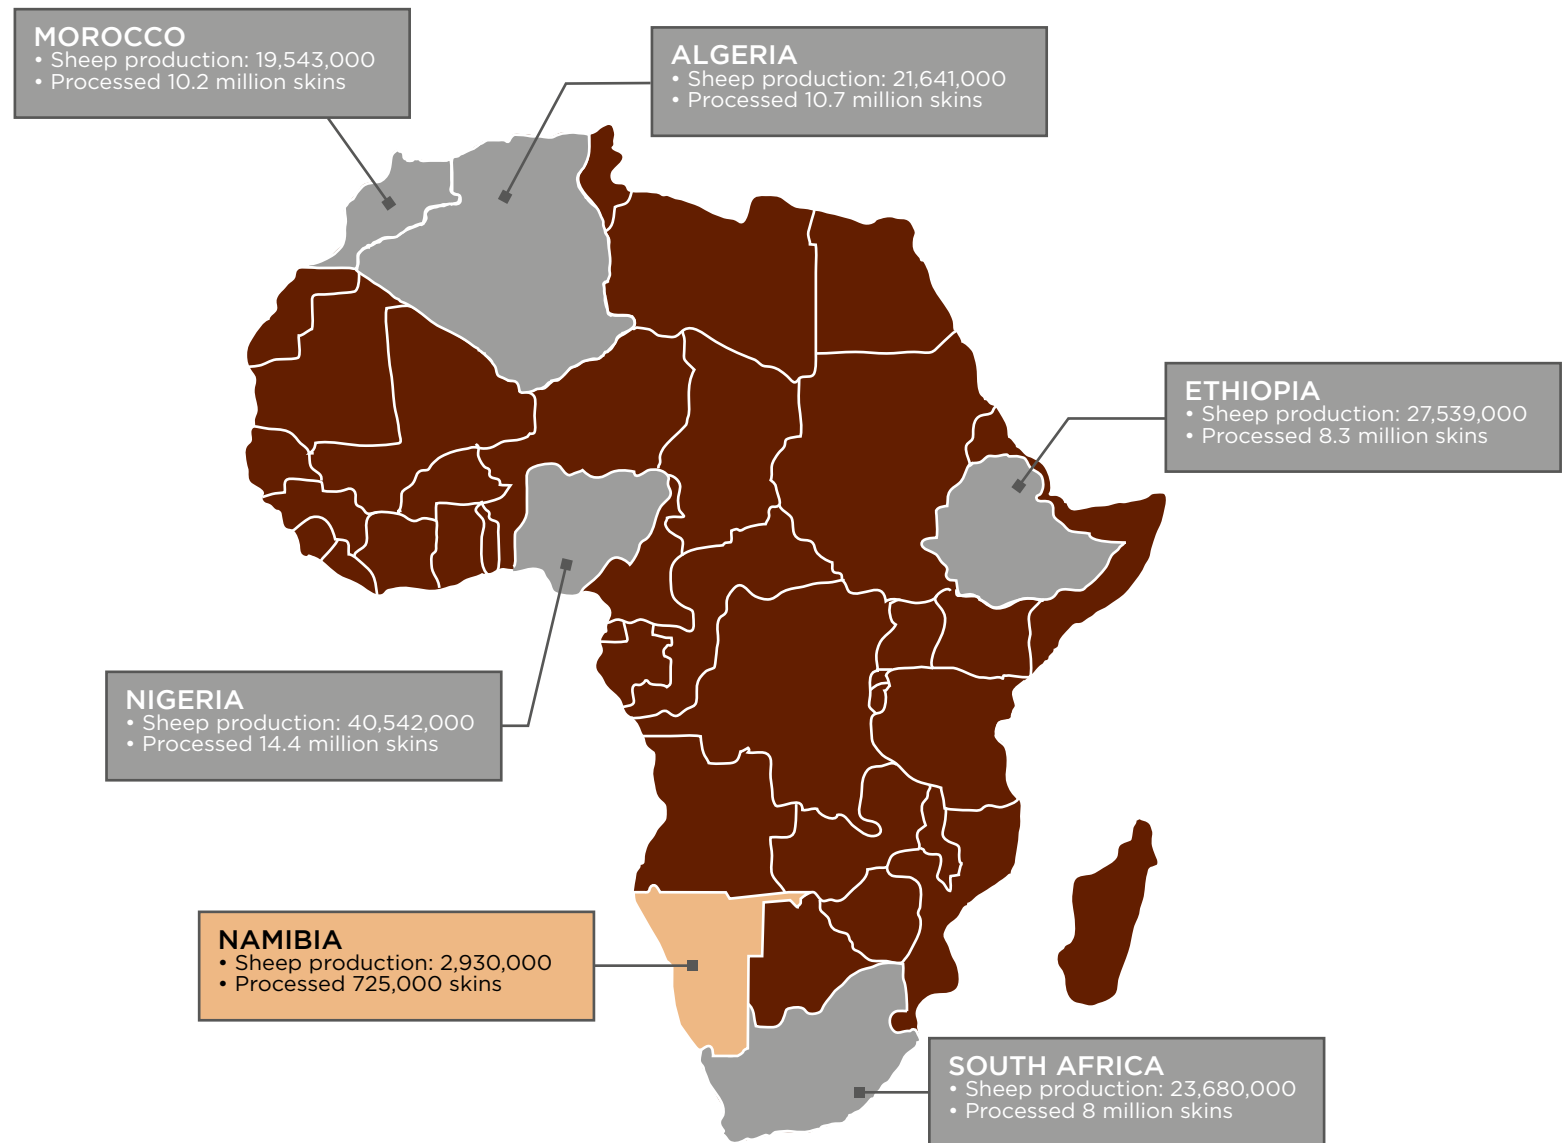 MOROCCO
• Sheep production: 19,543,000
• Processed 10.2 million skins
ALGERIA
• Sheep production: 21,641,000
• Processed 10.7 million skins
ETHIOPIA
• Sheep production: 27,539,000
• Processed 8.3 million skins
NIGERIA
• Sheep production: 40,542,000
• Processed 14.4 million skins
NAMIBIA
• Sheep production: 2,930,000
• Processed 725,000 skins
SOUTH AFRICA
• Sheep production: 23,680,000
• Processed 8 million skins